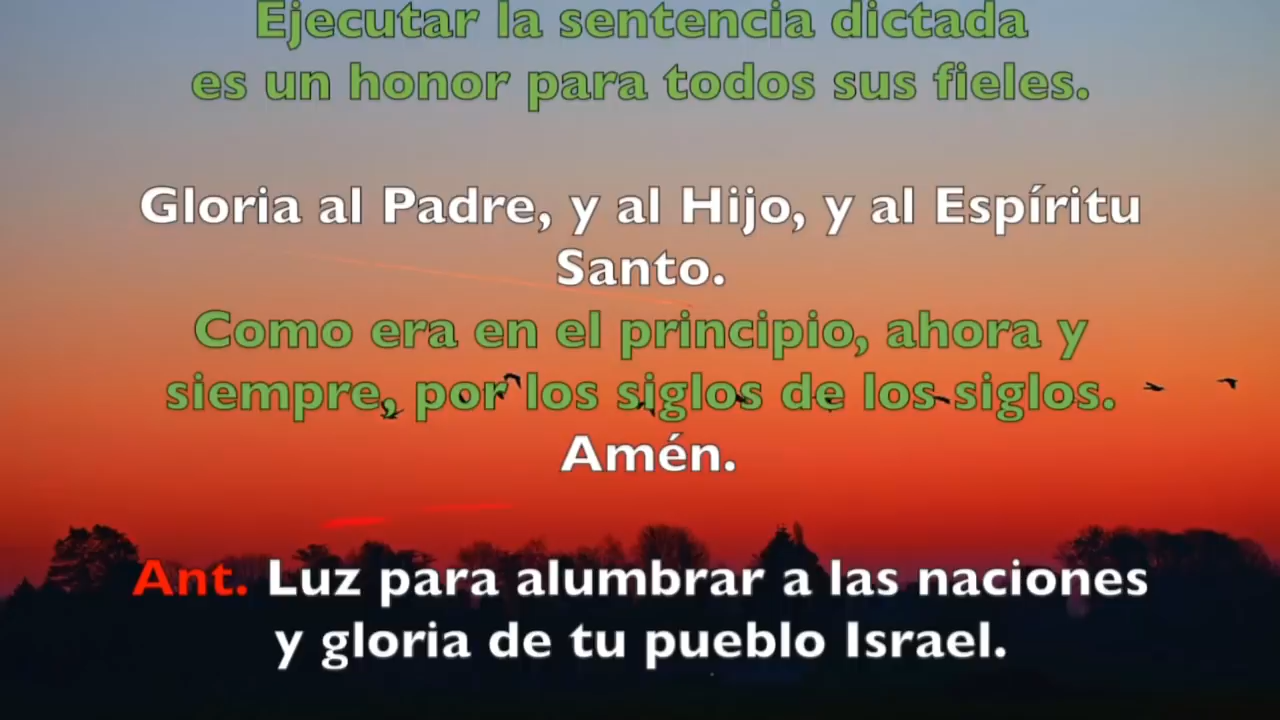 Ejecutar la sentencia dictada
es un honor para todos sus fieles.
Gloria al Padre, y al Hijo, y al Espíritu
Santo.
Como era en el principio, ahora y
siempre, por los siglos de los siglos.
Amén.
Ant. Luz para alumbrar a las naciones
y gloria de tu pueblo Israel.